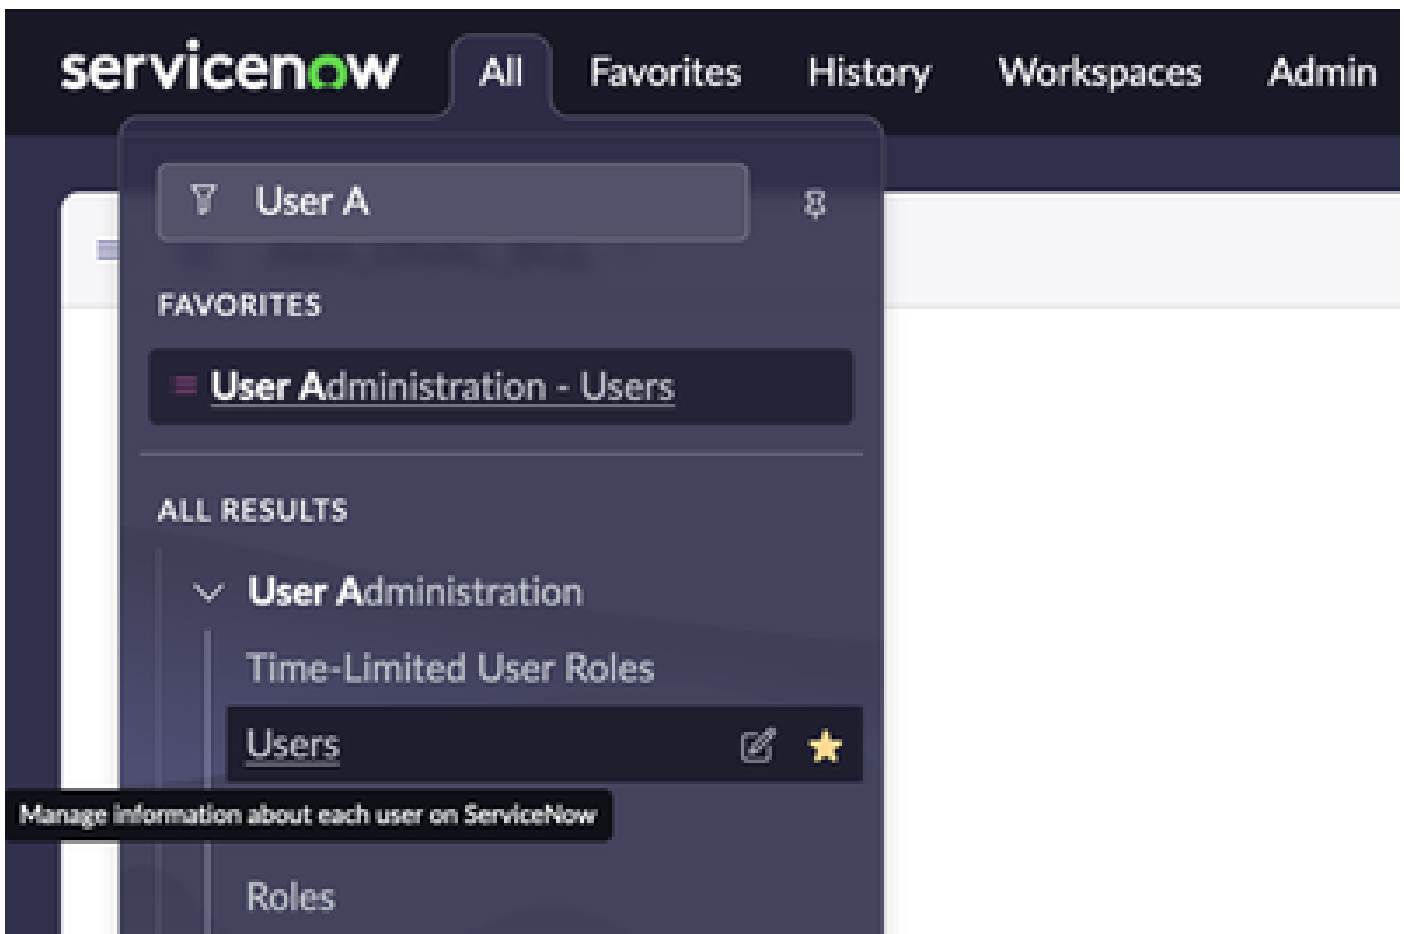 servicenow All Favorites History Workspaces Admin
User A
FAVORITES
User Administration - Users
ALL RESULTS
User Administration
Time-Limited User Roles
Users
Manage information about each user on ServiceNow
Roles